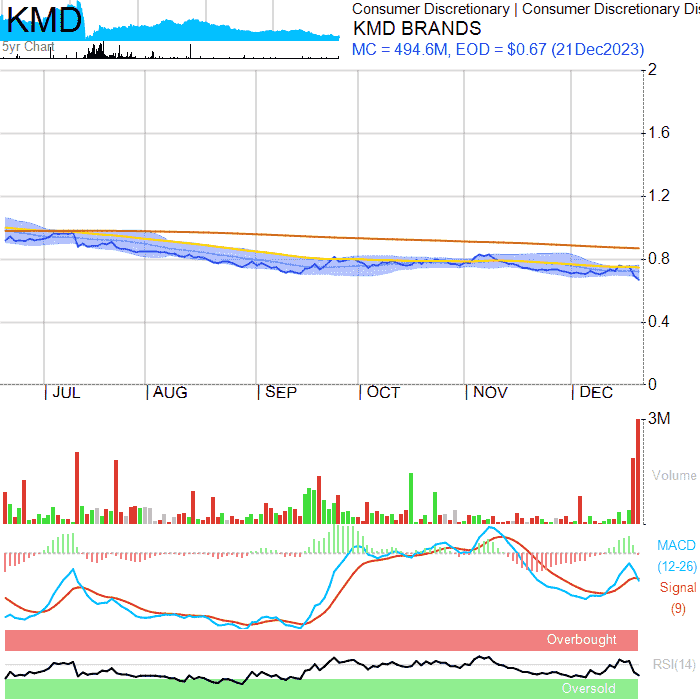 KMD
5yr Chart
Consumer Discretionary | Consumer Discretionary Dis
KMD BRANDS
MC = 494.6M, EOD = $0.67 (21Dec2023)
2
1.6
1.2
0.8
0.4
0
JUL AUG SEP OCT NOV DEC
3M
Volume
MACD
(12-26)
Signal
(9)
Overbought
RSI(14)
Oversold